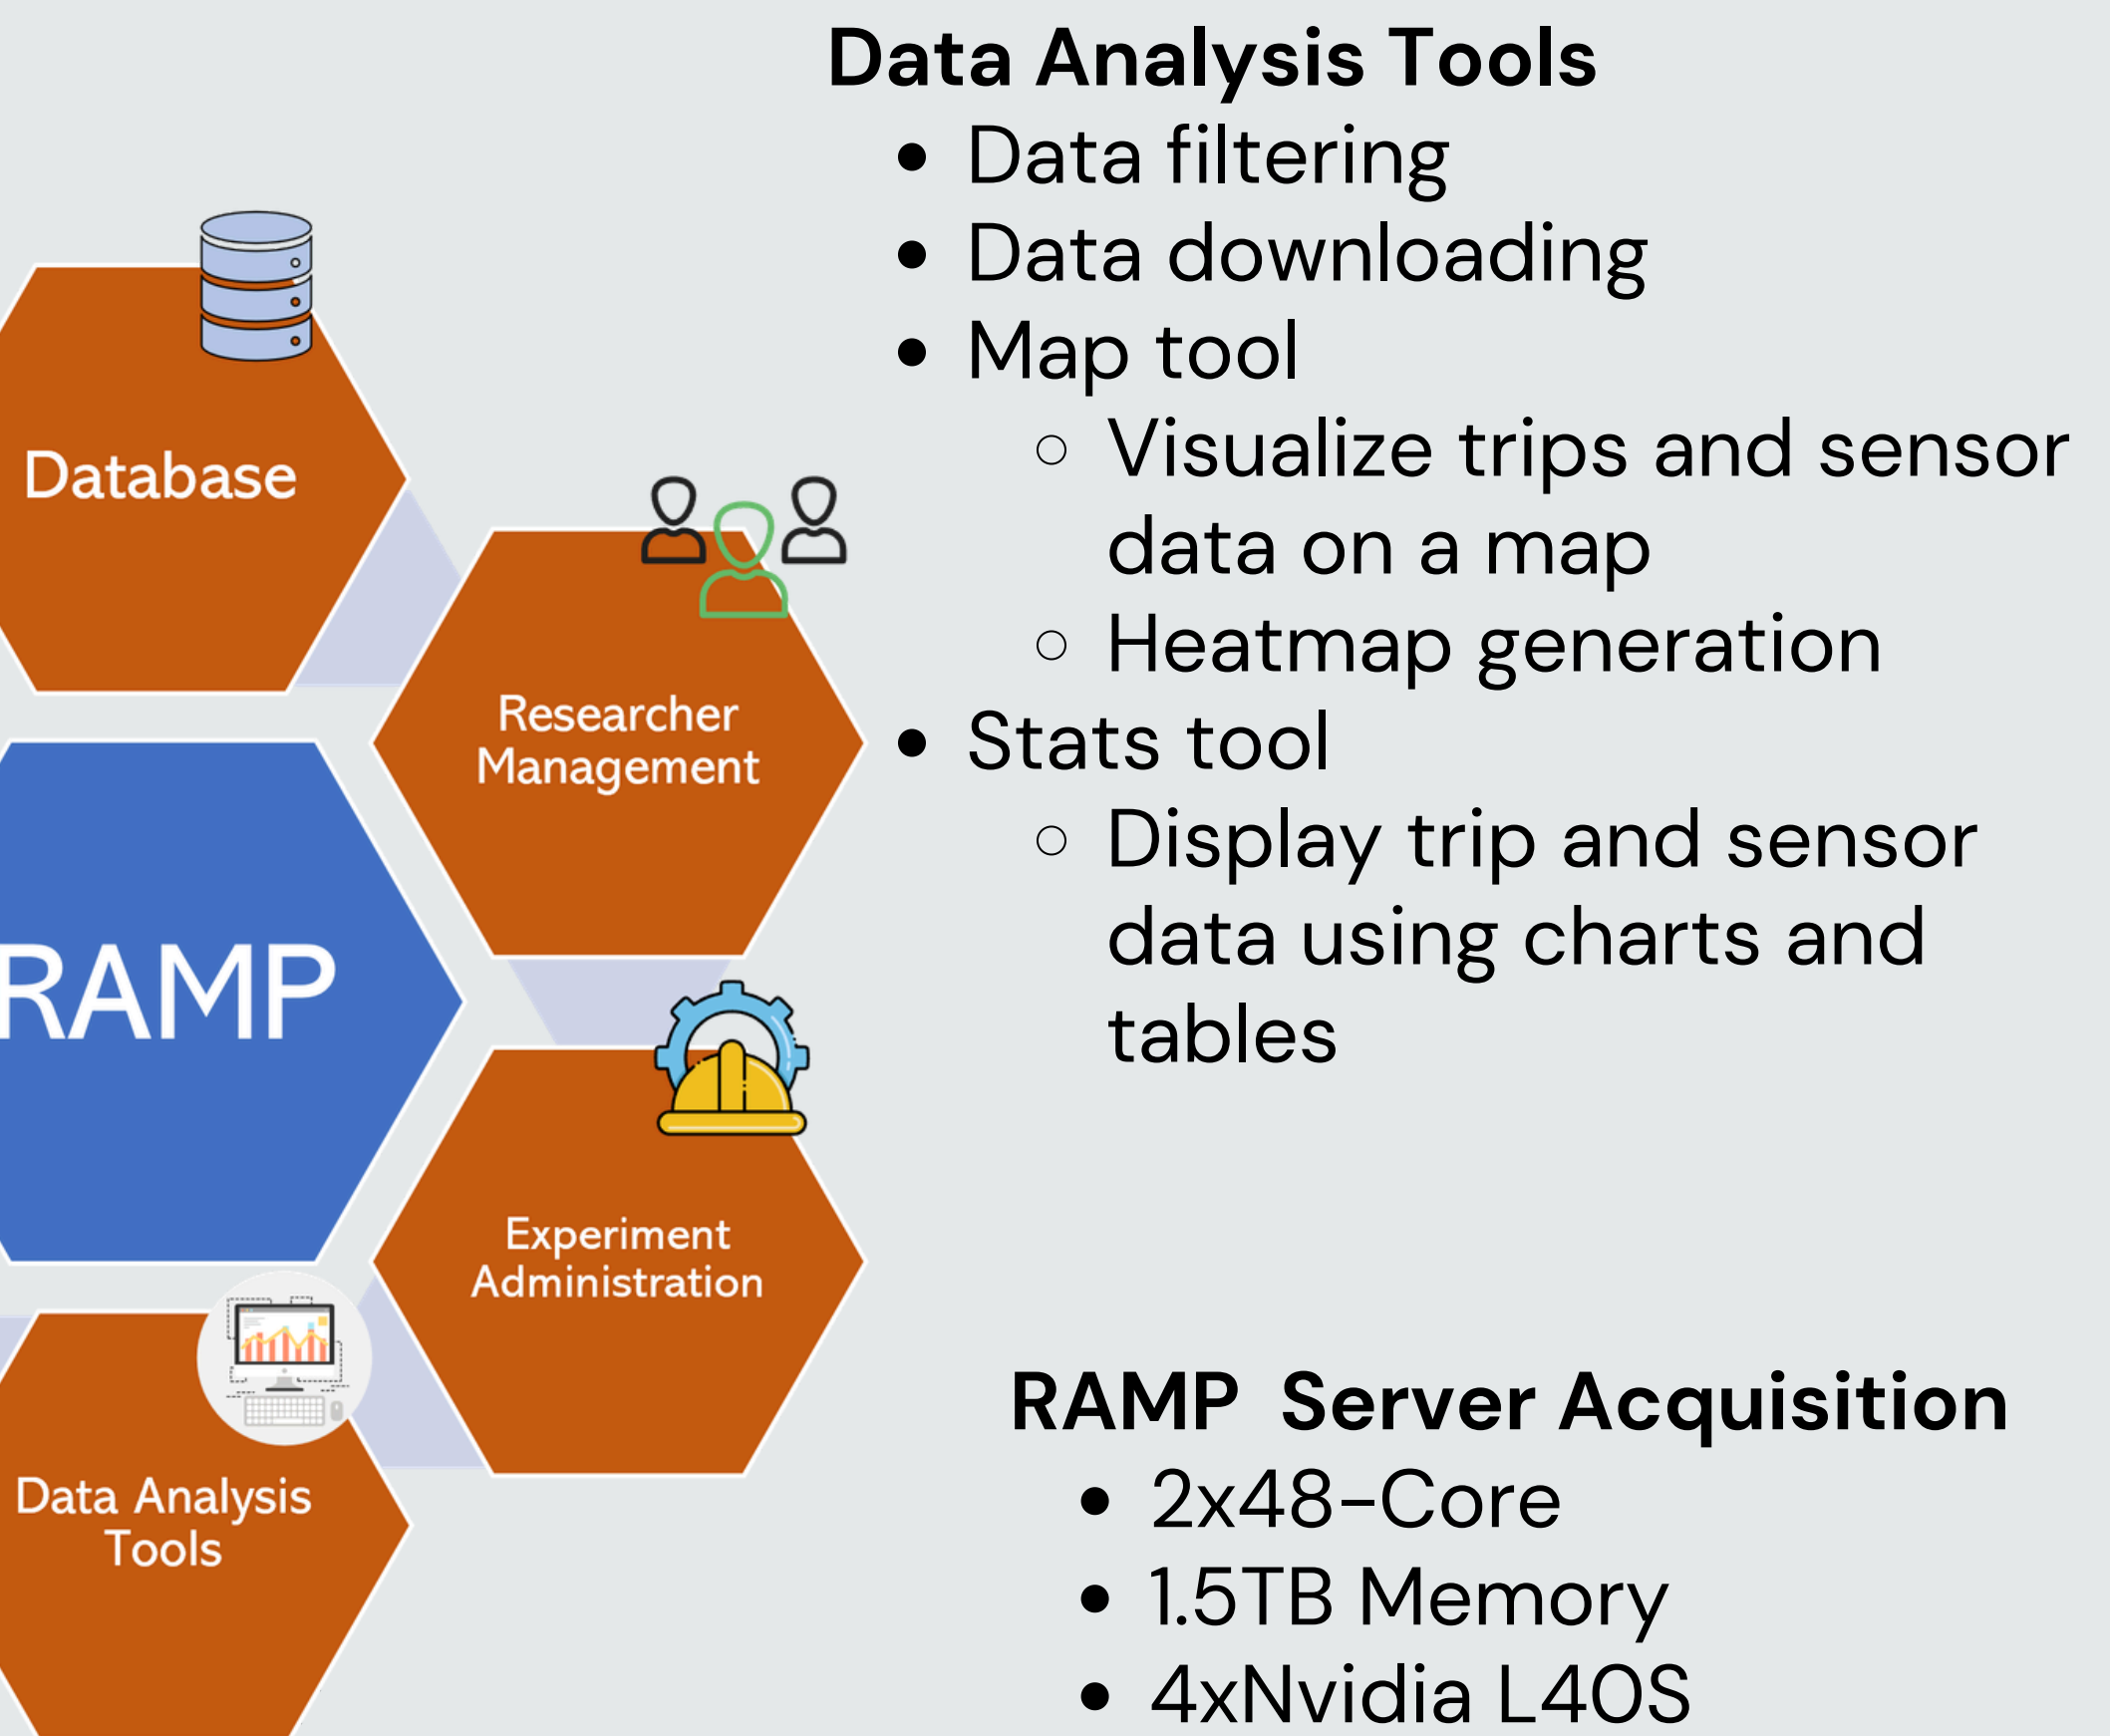 Database
Researcher
Management
RAMP
Experiment
Administration
Data Analysis
Tools
Data Analysis Tools
• Data filtering
• Data downloading
• Map tool
○ Visualize trips and sensor
data on a map
○ Heatmap generation
• Stats tool
○ Display trip and sensor
data using charts and
tables
RAMP Server Acquisition
• 2x48-Core
• 1.5TB Memory
• 4xNvidia L40S